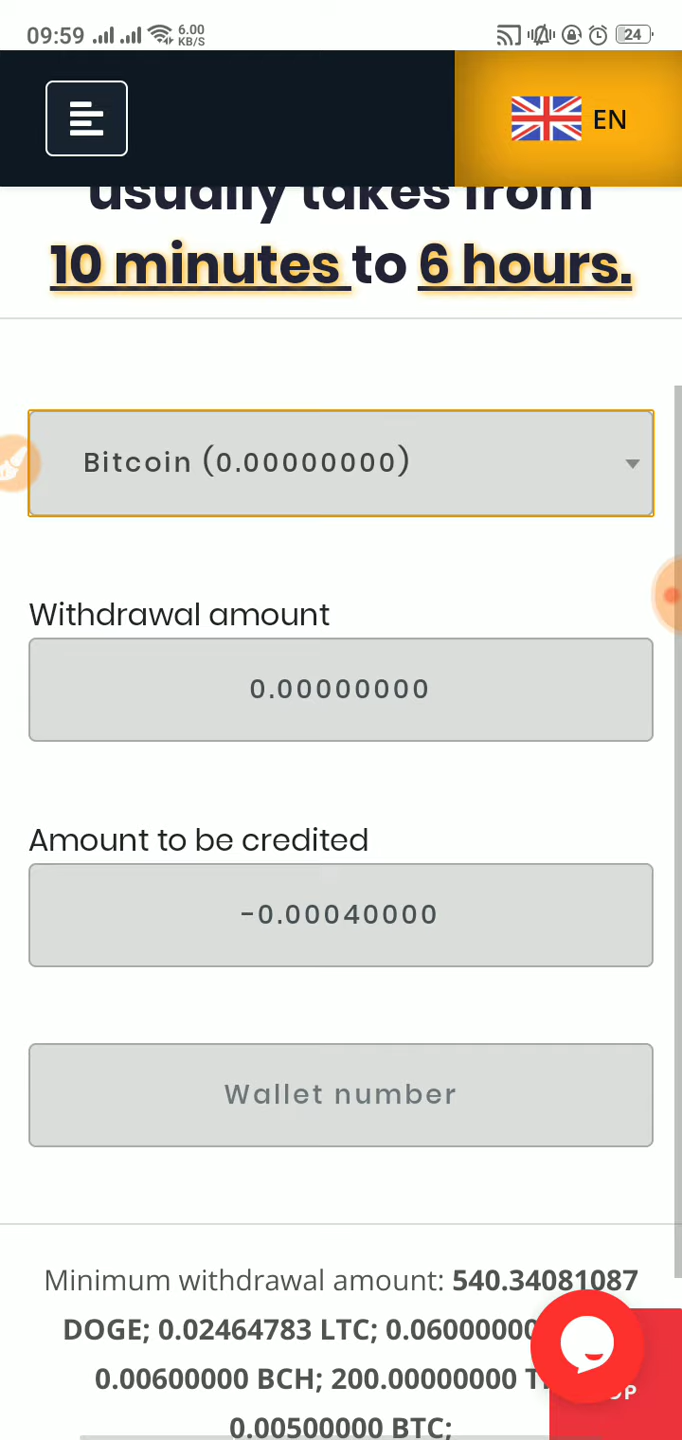 09:59 6.00 KB/S 24
EN
usually takes from
10 minutes to 6 hours.
Bitcoin (0.00000000)
Withdrawal amount
0.00000000
Amount to be credited
-0.00040000
Wallet number
Minimum withdrawal amount: 540.34081087
DOGE; 0.02464783 LTC; 0.06000000
0.00600000 BCH; 200.00000000
0.00500000 BTC;